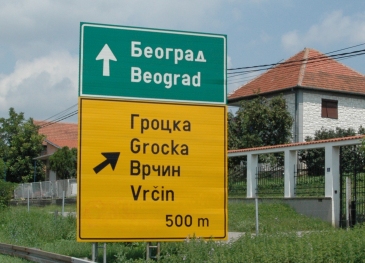 Београд
Beograd
Гроцка
Grocka
Врчин
Vrčin
500 m